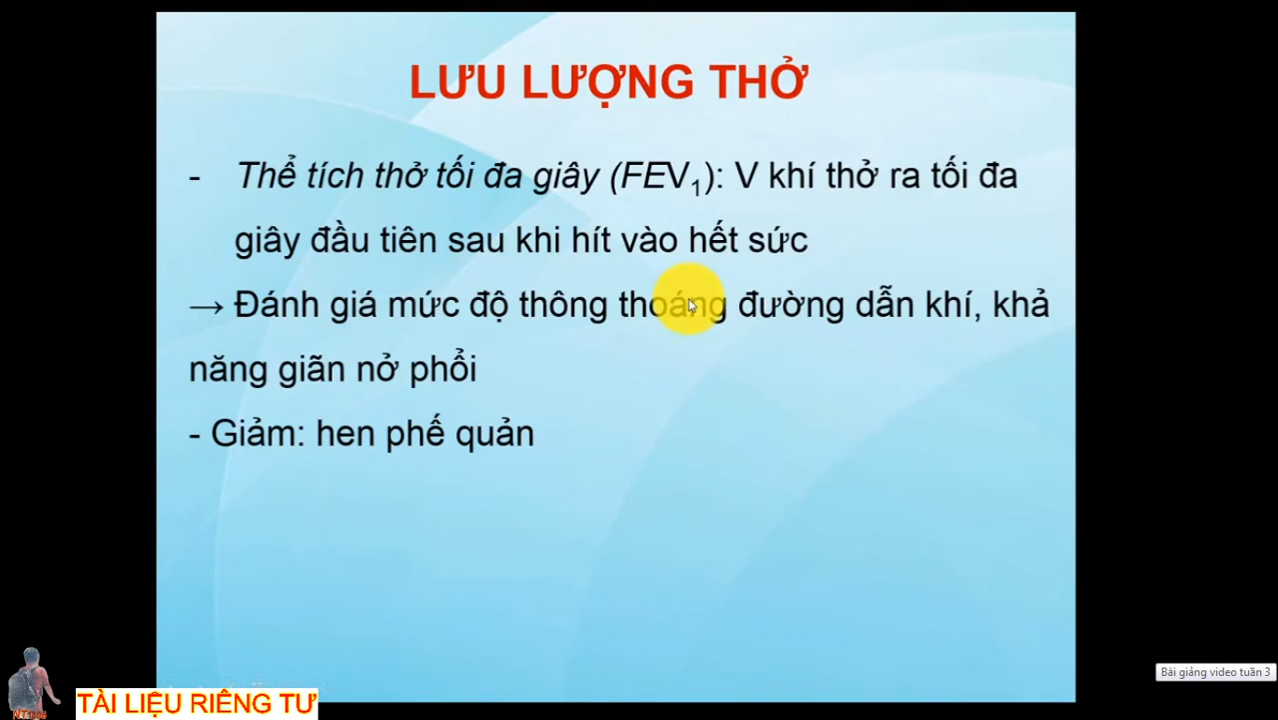 LƯU LƯỢNG THỞ
- Thể tích thở tối đa giây (FEV₁): V khí thở ra tối đa
giây đầu tiên sau khi hít vào hết sức
→ Đánh giá mức độ thông thoáng đường dẫn khí, khả
năng giãn nở phổi
- Giảm: hen phế quản
Bài giảng video tuần 3
TÀI LIỆU RIÊNG TƯ